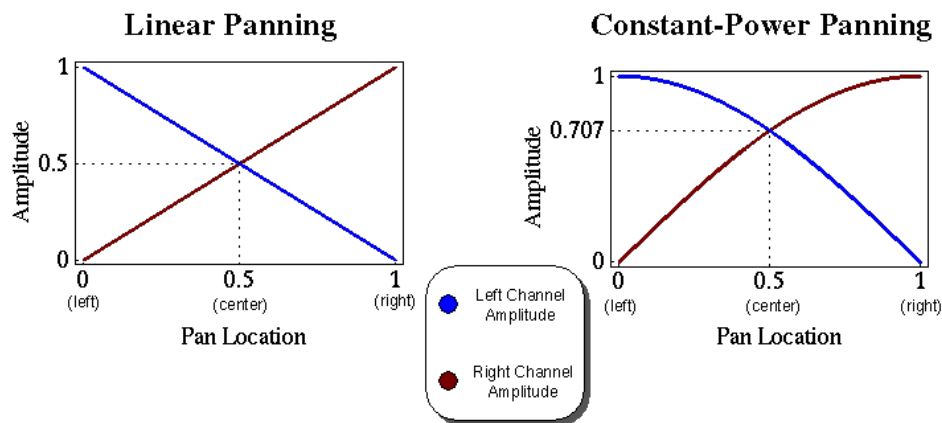 Linear Panning
1
0.5
0
Amplitude
0
0.5
1
(left)
(center)
(right)
Pan Location
Constant-Power Panning
1
0.707
0
Amplitude
0
0.5
1
(left)
(center)
(right)
Pan Location
Left Channel
Amplitude
Right Channel
Amplitude